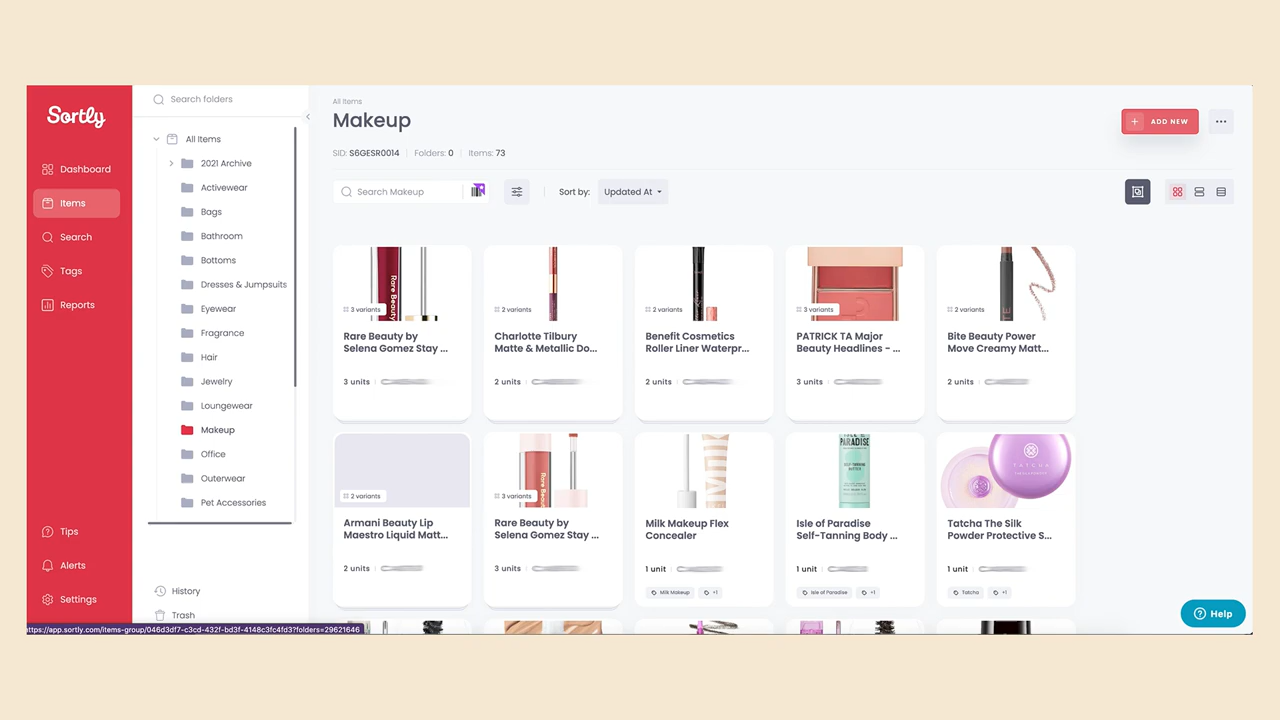 Sortly
Dashboard
Items
Search
Tags
Reports
Tips
Alerts
Settings
Search folders
All Items
2021 Archive
Activewear
Bags
Bathroom
Bottoms
Dresses & Jumpsuits
Eyewear
Fragrance
Hair
Jewelry
Loungewear
Makeup
Office
Outerwear
Pet Accessories
History
Trash
https://app.sortly.com/items-group/046d3df7-c3cd-432f-bd3f-4148c3fc4fd3?folders=29621646
All Items
Makeup
ADD NEW
SID: S6GESR0014 Folders: 0 Items: 73
Search Makeup
Sort by: Updated At
Rare Beauty
3 variants
Rare Beauty by
Selena Gomez Stay ...
3 units
2 variants
Charlotte Tilbury
Matte & Metallic Do...
2 units
2 variants
Benefit Cosmetics
Roller Liner Waterpr...
2 units
3 variants
PATRICK TA Major
Beauty Headlines - ...
3 units
2 variants
Bite Beauty Power
Move Creamy Matt...
2 units
2 variants
Armani Beauty Lip
Maestro Liquid Matt...
2 units
Rare Beauty
3 variants
Rare Beauty by
Selena Gomez Stay ...
3 units
MILK
Milk Makeup Flex
Concealer
1 unit
Milk Makeup +1
PARADISE
Isle of Paradise
Self-Tanning Body ...
1 unit
Isle of Paradise +1
TATCHA
Tatcha The Silk
Powder Protective S...
1 unit
Tatcha +1
Help